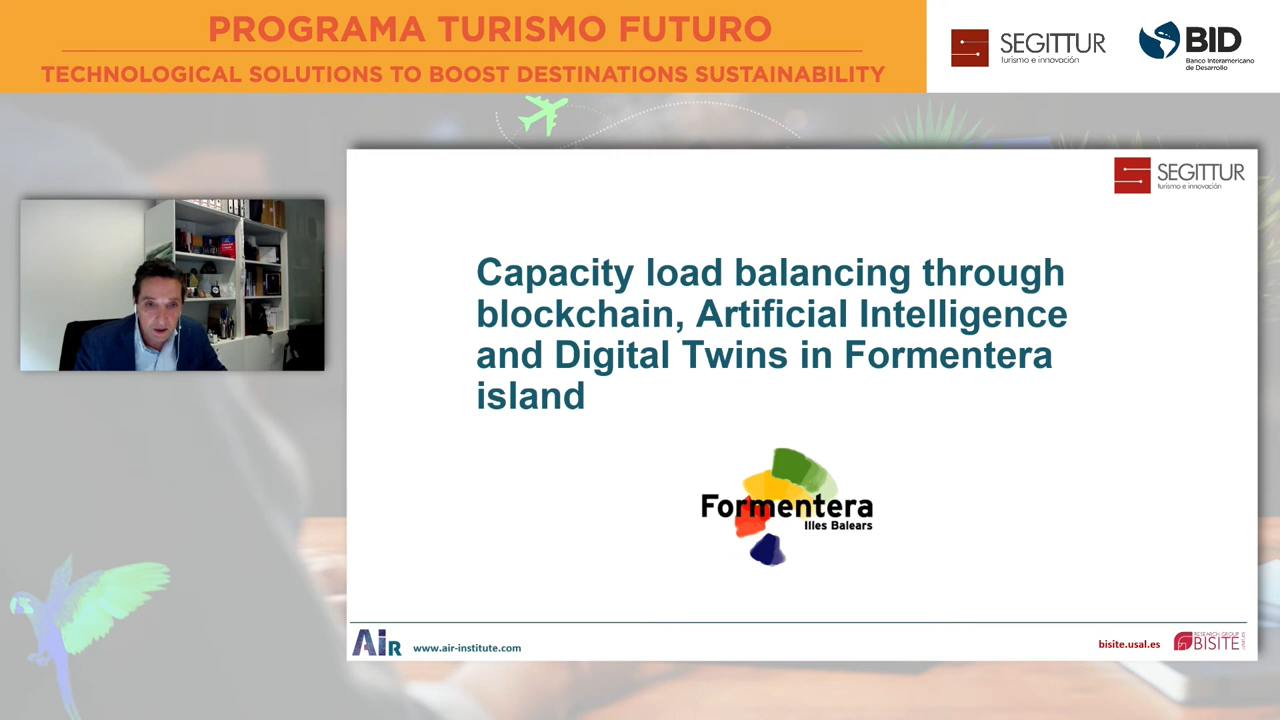 PROGRAMA TURISMO FUTURO
TECHNOLOGICAL SOLUTIONS TO BOOST DESTINATIONS SUSTAINABILITY
SEGITTUR
turismo e innovación
BID
Banco Interamericano
de Desarrollo
SEGITTUR
turismo e innovación
Capacity load balancing through
blockchain, Artificial Intelligence
and Digital Twins in Formentera
island
Formentera
Illes Balears
AIR
www.air-institute.com
bisite.usal.es
RESEARCH GROUP
BISITE